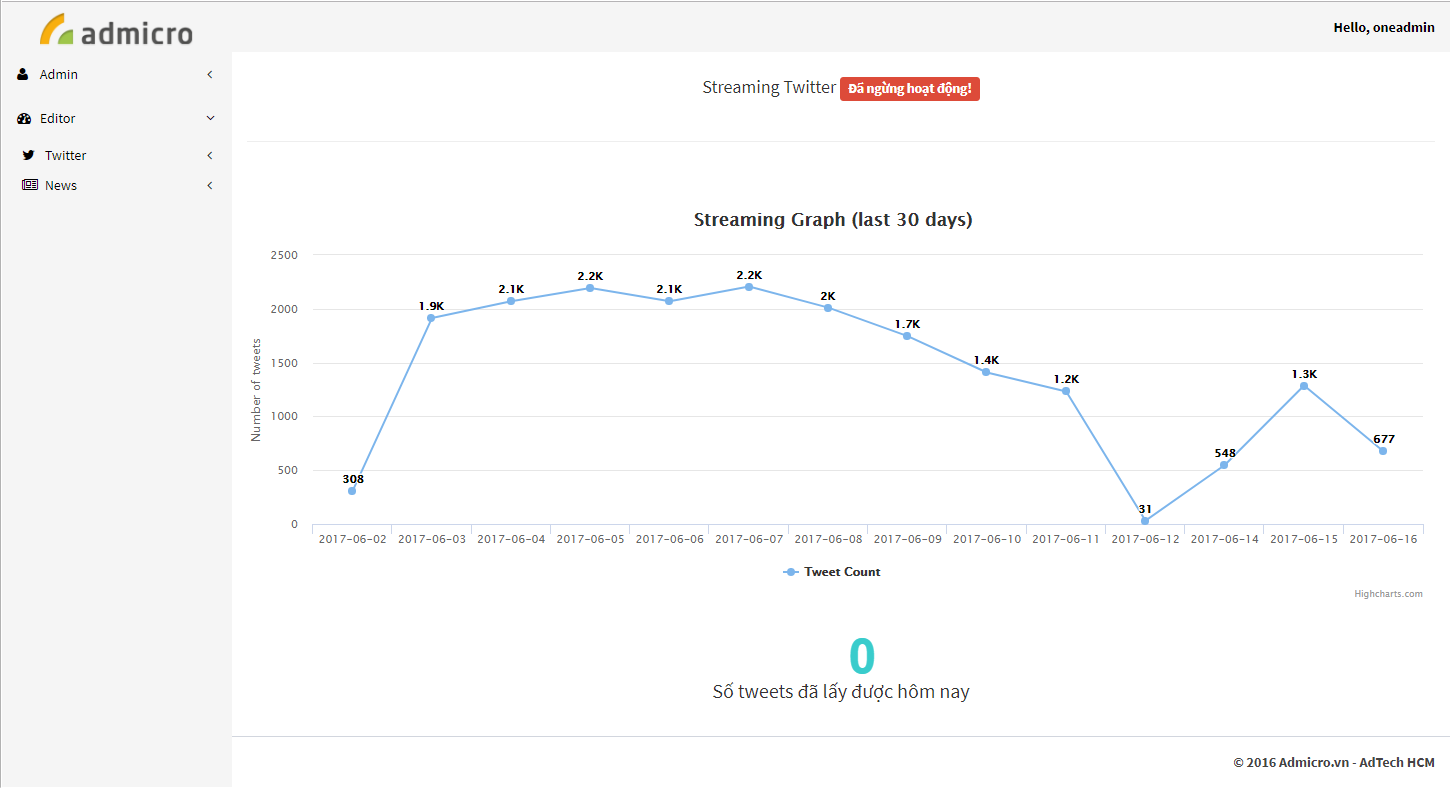 admicro
Hello, oneadmin
Admin
Editor
Twitter
News
Streaming Twitter Đã ngừng hoạt động!
Streaming Graph (last 30 days)
Number of tweets
2500
2000
1500
1000
500
0
308
1.9K
2.1K
2.2K
2.1K
2.2K
2K
1.7K
1.4K
1.2K
31
548
1.3K
677
2017-06-02 2017-06-03 2017-06-04 2017-06-05 2017-06-06 2017-06-07 2017-06-08 2017-06-09 2017-06-10 2017-06-11 2017-06-12 2017-06-14 2017-06-15 2017-06-16
Tweet Count
Highcharts.com
0
Số tweets đã lấy được hôm nay
© 2016 Admicro.vn - AdTech HCM